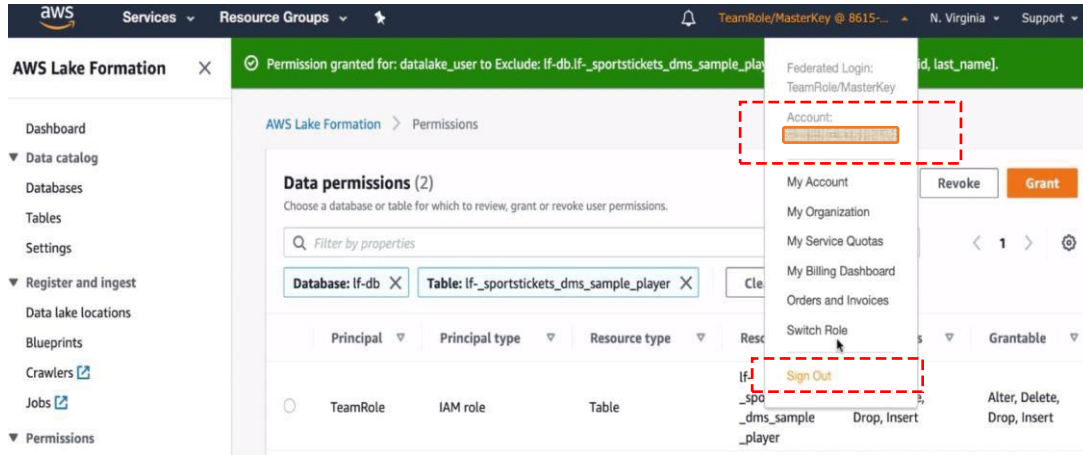 aws Services Resource Groups TeamRole/MasterKey @ 8615-... N. Virginia Support
AWS Lake Formation
Permission granted for: datalake_user to Exclude: lf-db.lf-_sportstickets_dms_sample_play
id, last_name].
Federated Login:
TeamRole/MasterKey
Account:
Dashboard
Data catalog
Databases
Tables
Settings
Register and ingest
Data lake locations
Blueprints
Crawlers
Jobs
Permissions
AWS Lake Formation > Permissions
Data permissions (2)
Choose a database or table for which to review, grant or revoke user permissions.
Revoke Grant
Filter by properties
1
Database: lf-db Table: lf-_sportstickets_dms_sample_player
My Account
My Organization
My Service Quotas
My Billing Dashboard
Orders and Invoices
Switch Role
Sign Out
Principal Principal type Resource type Grantable
TeamRole IAM role Table
lf-
_spo
_dms_sample
_player
Drop, Insert
Alter, Delete,
Drop, Insert